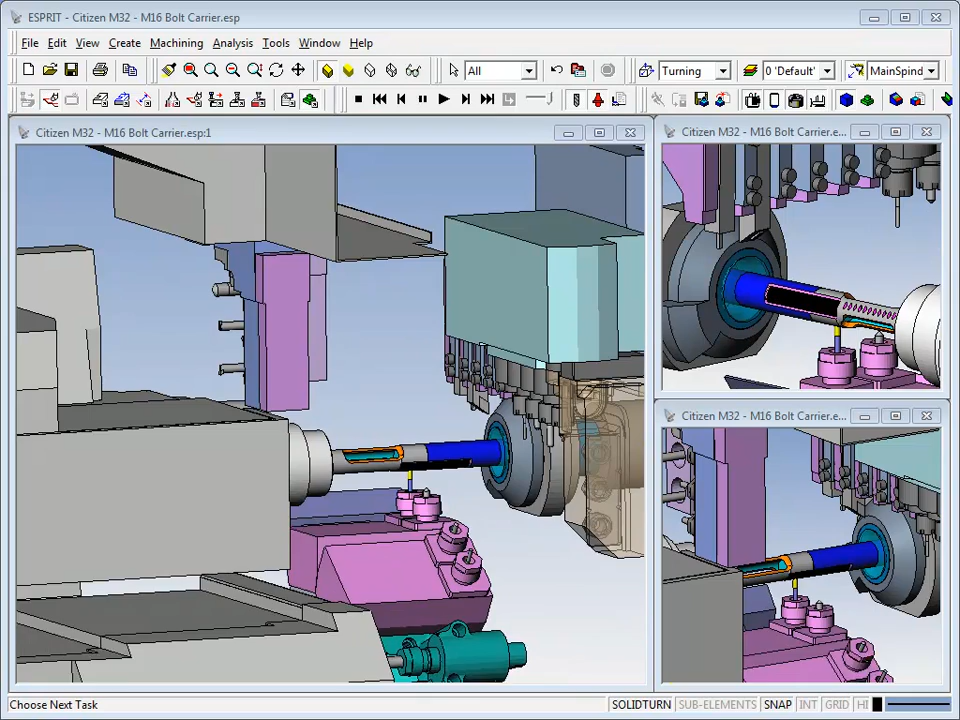 ESPRIT - Citizen M32 - M16 Bolt Carrier.esp
File Edit View Create Machining Analysis Tools Window Help
All Turning 0 'Default' MainSpind
Citizen M32 - M16 Bolt Carrier.esp:1
Citizen M32 - M16 Bolt Carrier.e...
Citizen M32 - M16 Bolt Carrier.e...
Choose Next Task SOLIDTURN SUB-ELEMENTS SNAP INT GRID HI